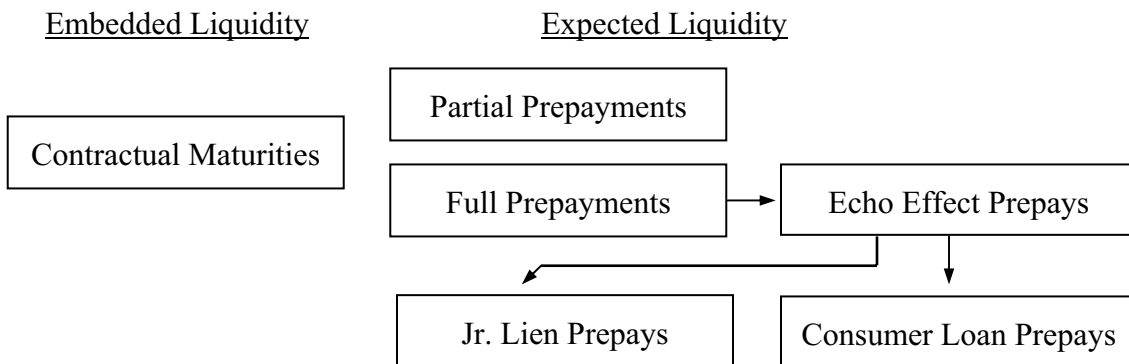 Embedded Liquidity
Expected Liquidity
Partial Prepayments
Contractual Maturities
Full Prepayments
Echo Effect Prepays
Jr. Lien Prepays
Consumer Loan Prepays